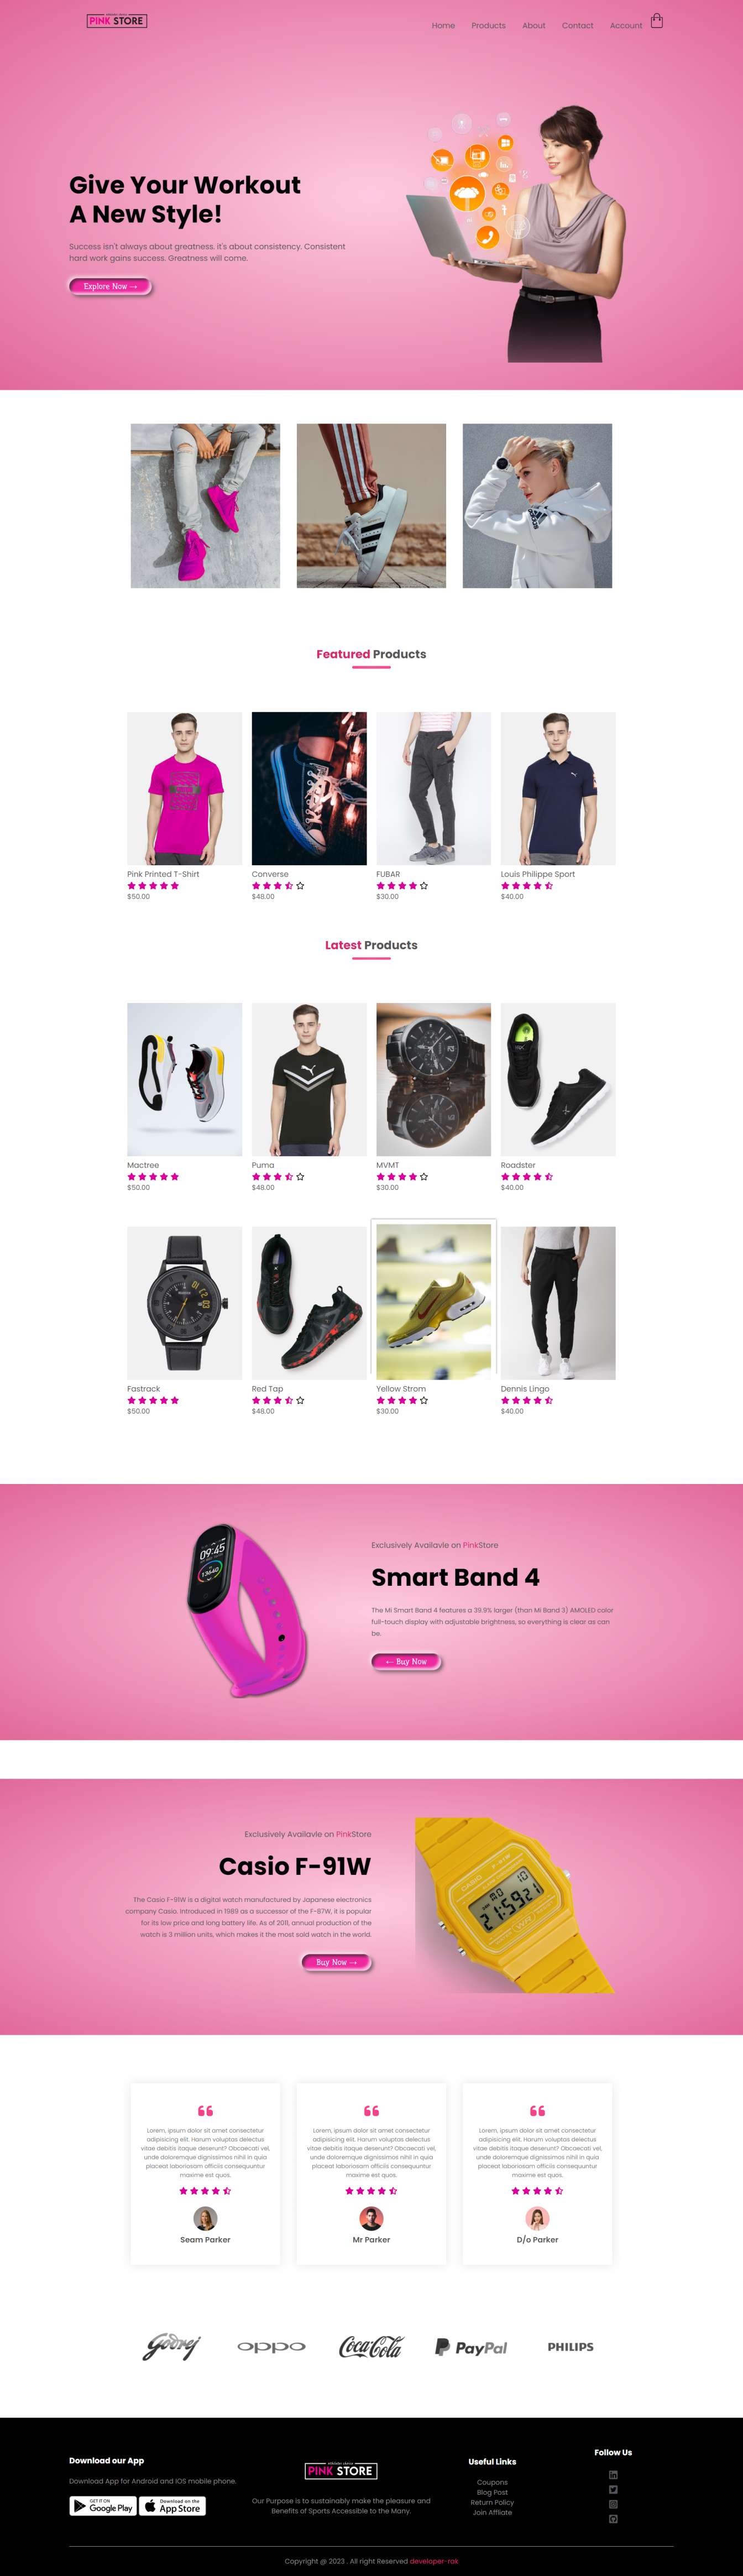 PINK STORE
Home Products About Contact Account
Give Your Workout
A New Style!
Success isn't always about greatness. it's about consistency. Consistent
hard work gains success. Greatness will come.
Explore Now →
Featured Products
Pink Printed T-Shirt
$50.00
Converse
$48.00
FUBAR
$30.00
Louis Philippe Sport
$40.00
Latest Products
Mactree
$50.00
Puma
$48.00
MVMT
$30.00
Roadster
$40.00
Fastrack
$50.00
Red Tap
$48.00
Yellow Strom
$30.00
Dennis Lingo
$40.00
09:45
13640
Exclusively Availavle on PinkStore
Smart Band 4
The Mi Smart Band 4 features a 39.9% larger (than Mi Band 3) AMOLED color
full-touch display with adjustable brightness, so everything is clear as can
be.
← Buy Now
Exclusively Availavle on PinkStore
Casio F-91W
The Casio F-91W is a digital watch manufactured by Japanese electronics
company Casio. Introduced in 1989 as a successor of the F-87W, it is popular
for its low price and long battery life. As of 2011, annual production of the
watch is 3 million units, which makes it the most sold watch in the world.
Buy Now →
CASIO F-91W
21:5921
Lorem, ipsum dolor sit amet consectetur
adipisicing elit. Harum voluptas delectus
vitae debitis itaque deserunt? Obcaecati vel,
unde doloremque dignissimos nihil in quia
placeat laboriosam officiis consequuntur
maxime est quos.
Seam Parker
Lorem, ipsum dolor sit amet consectetur
adipisicing elit. Harum voluptas delectus
vitae debitis itaque deserunt? Obcaecati vel,
unde doloremque dignissimos nihil in quia
placeat laboriosam officiis consequuntur
maxime est quos.
Mr Parker
Lorem, ipsum dolor sit amet consectetur
adipisicing elit. Harum voluptas delectus
vitae debitis itaque deserunt? Obcaecati vel,
unde doloremque dignissimos nihil in quia
placeat laboriosam officiis consequuntur
maxime est quos.
D/o Parker
Godrej
oppo
Coca-Cola
PayPal
PHILIPS
Download our App
Download App for Android and IOS mobile phone.
GET IT ON
Google Play
Download on the
App Store
PINK STORE
Our Purpose is to sustainably make the pleasure and
Benefits of Sports Accessible to the Many.
Useful Links
Coupons
Blog Post
Return Policy
Join Affliate
Follow Us
Copyright @ 2023 . All right Reserved developer-rak